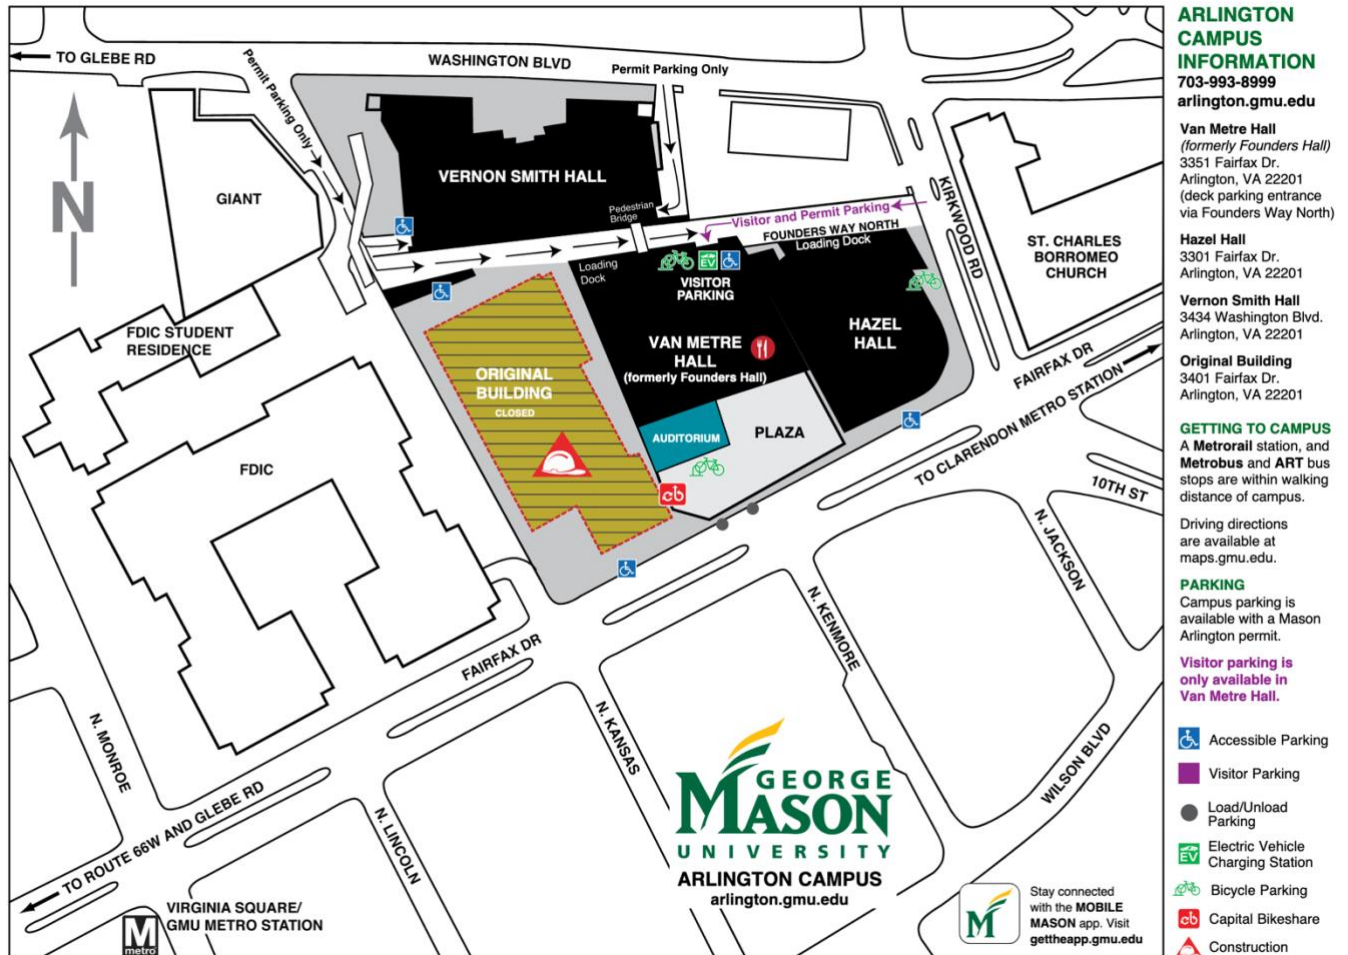 TO GLEBE RD
WASHINGTON BLVD
Permit Parking Only
Permit Parking Only
N
GIANT
VERNON SMITH HALL
Pedestrian
Bridge
Visitor and Permit Parking
FOUNDERS WAY NORTH
Loading Dock
KIRKWOOD RD
ST. CHARLES
BORROMEO
CHURCH
Loading
Dock
EV
VISITOR
PARKING
FDIC STUDENT
RESIDENCE
VAN METRE
HALL
(formerly Founders Hall)
HAZEL
HALL
ORIGINAL
BUILDING
CLOSED
AUDITORIUM
PLAZA
cb
FDIC
FAIRFAX DR
TO CLARENDON METRO STATION
10TH ST
N. JACKSON
N. KENMORE
FAIRFAX DR
N. KANSAS
N. MONROE
N. LINCOLN
WILSON BLVD
TO ROUTE 66W AND GLEBE RD
M
metro
VIRGINIA SQUARE/
GMU METRO STATION
GEORGE
MASON
UNIVERSITY
ARLINGTON CAMPUS
arlington.gmu.edu
M
Stay connected
with the MOBILE
MASON app. Visit
gettheapp.gmu.edu
ARLINGTON
CAMPUS
INFORMATION
703-993-8999
arlington.gmu.edu
Van Metre Hall
(formerly Founders Hall)
3351 Fairfax Dr.
Arlington, VA 22201
(deck parking entrance
via Founders Way North)
Hazel Hall
3301 Fairfax Dr.
Arlington, VA 22201
Vernon Smith Hall
3434 Washington Blvd.
Arlington, VA 22201
Original Building
3401 Fairfax Dr.
Arlington, VA 22201
GETTING TO CAMPUS
A Metrorail station, and
Metrobus and ART bus
stops are within walking
distance of campus.
Driving directions
are available at
maps.gmu.edu.
PARKING
Campus parking is
available with a Mason
Arlington permit.
Visitor parking is
only available in
Van Metre Hall.
Accessible Parking
Visitor Parking
Load/Unload
Parking
EV
Electric Vehicle
Charging Station
Bicycle Parking
cb
Capital Bikeshare
Construction